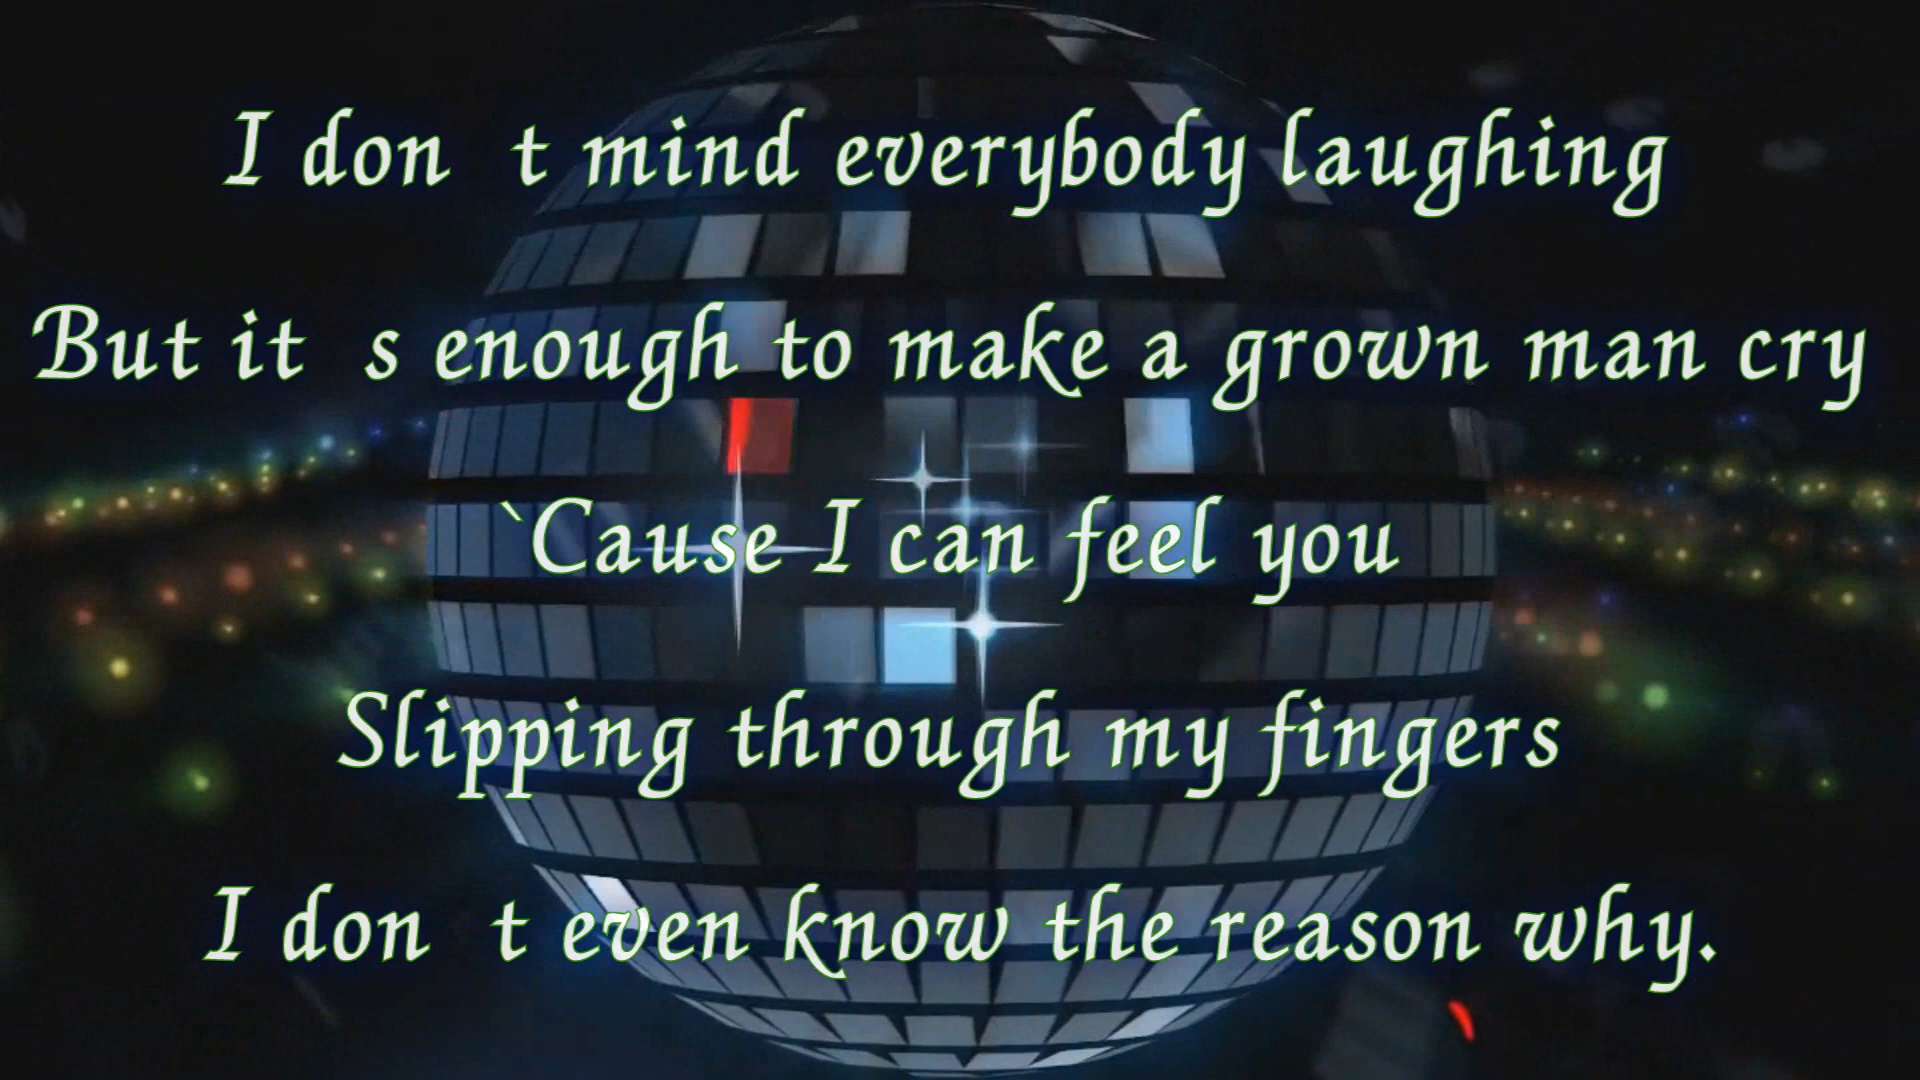 I don t mind everybody laughing
But it s enough to make a grown man cry
`Cause I can feel you
Slipping through my fingers
I don t even know the reason why.